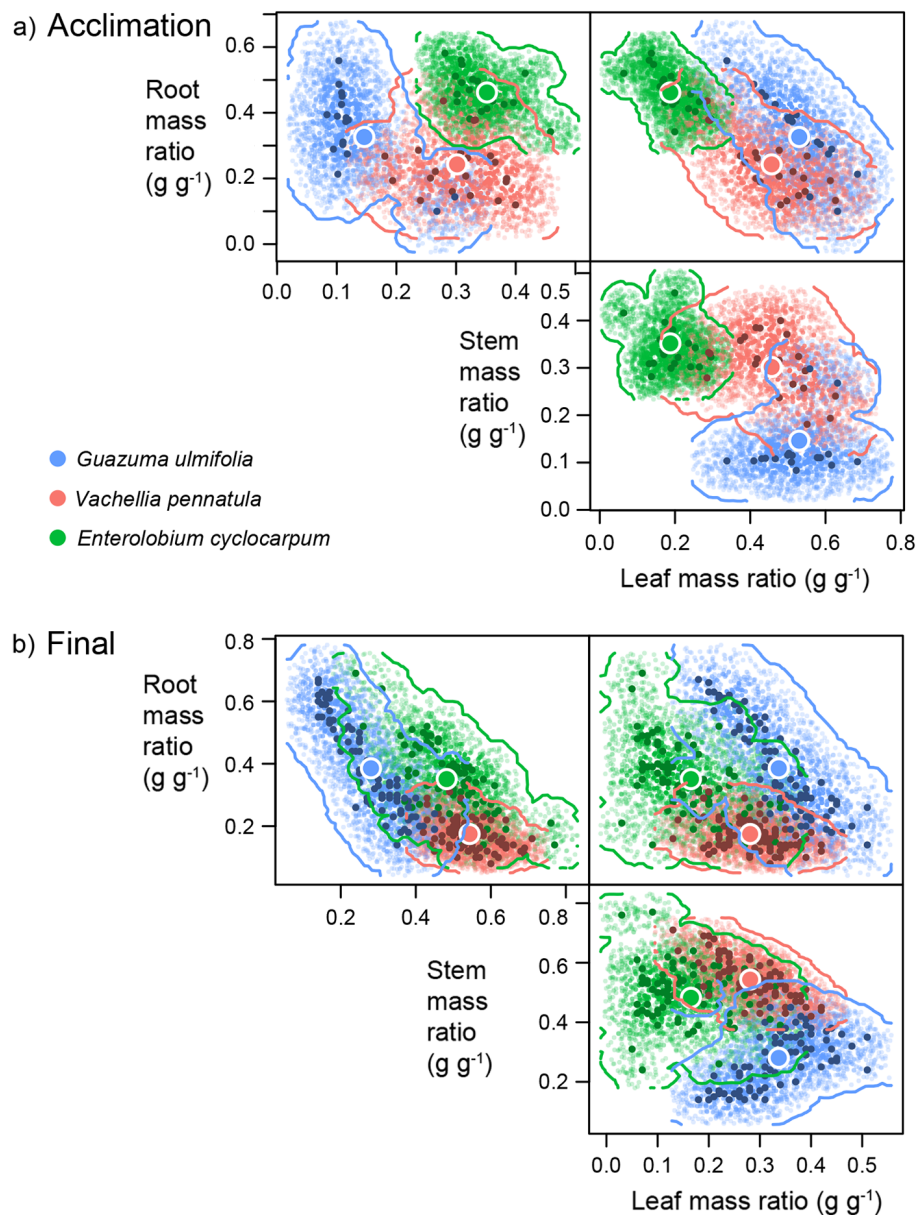 a) Acclimation
Root
mass
ratio
(g g⁻¹)
0.6
0.4
0.2
0.0
0.0 0.1 0.2 0.3 0.4
Stem
mass
ratio
(g g⁻¹)
0.5
0.4
0.3
0.2
0.1
0.0
0.0 0.2 0.4 0.6 0.8
Leaf mass ratio (g g⁻¹)
Guazuma ulmifolia
Vachellia pennatula
Enterolobium cyclocarpum
b) Final
Root
mass
ratio
(g g⁻¹)
0.8
0.6
0.4
0.2
0.2 0.4 0.6 0.8
Stem
mass
ratio
(g g⁻¹)
0.6
0.4
0.2
0.0 0.1 0.2 0.3 0.4 0.5
Leaf mass ratio (g g⁻¹)